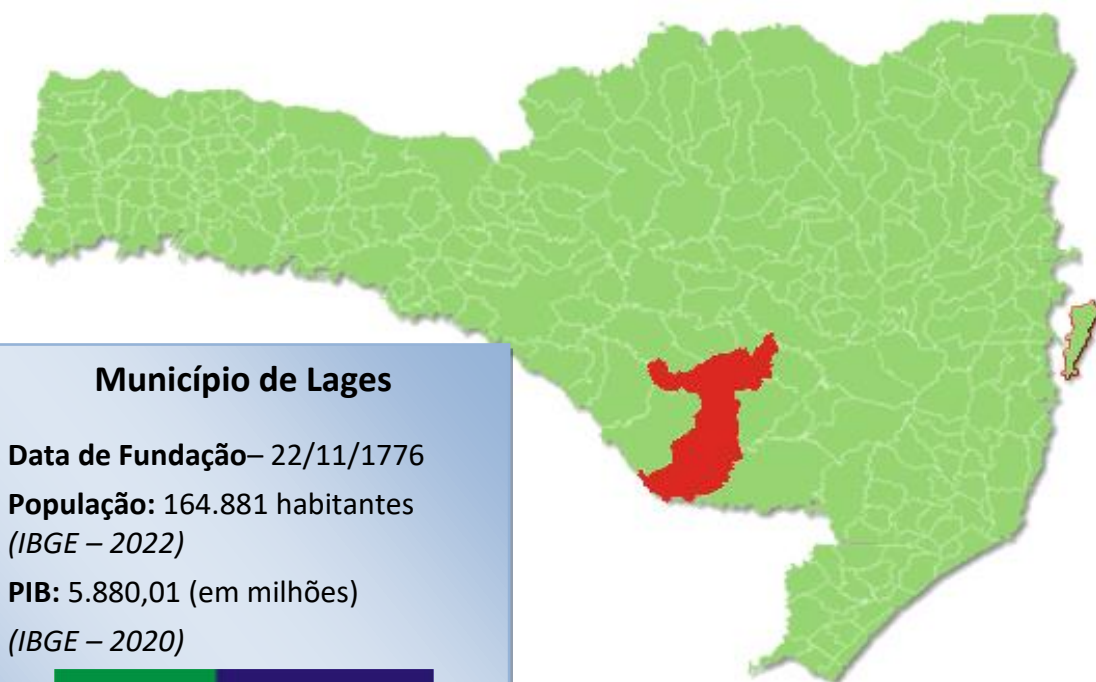 Município de Lages
Data de Fundação– 22/11/1776
População: 164.881 habitantes
(IBGE – 2022)
PIB: 5.880,01 (em milhões)
(IBGE – 2020)